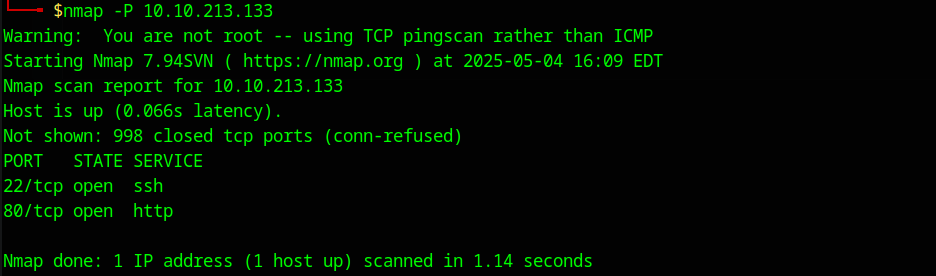 $nmap -P 10.10.213.133
Warning:  You are not root -- using TCP pingscan rather than ICMP
Starting Nmap 7.94SVN ( https://nmap.org ) at 2025-05-04 16:09 EDT
Nmap scan report for 10.10.213.133
Host is up (0.066s latency).
Not shown: 998 closed tcp ports (conn-refused)
PORT   STATE SERVICE
22/tcp open  ssh
80/tcp open  http

Nmap done: 1 IP address (1 host up) scanned in 1.14 seconds